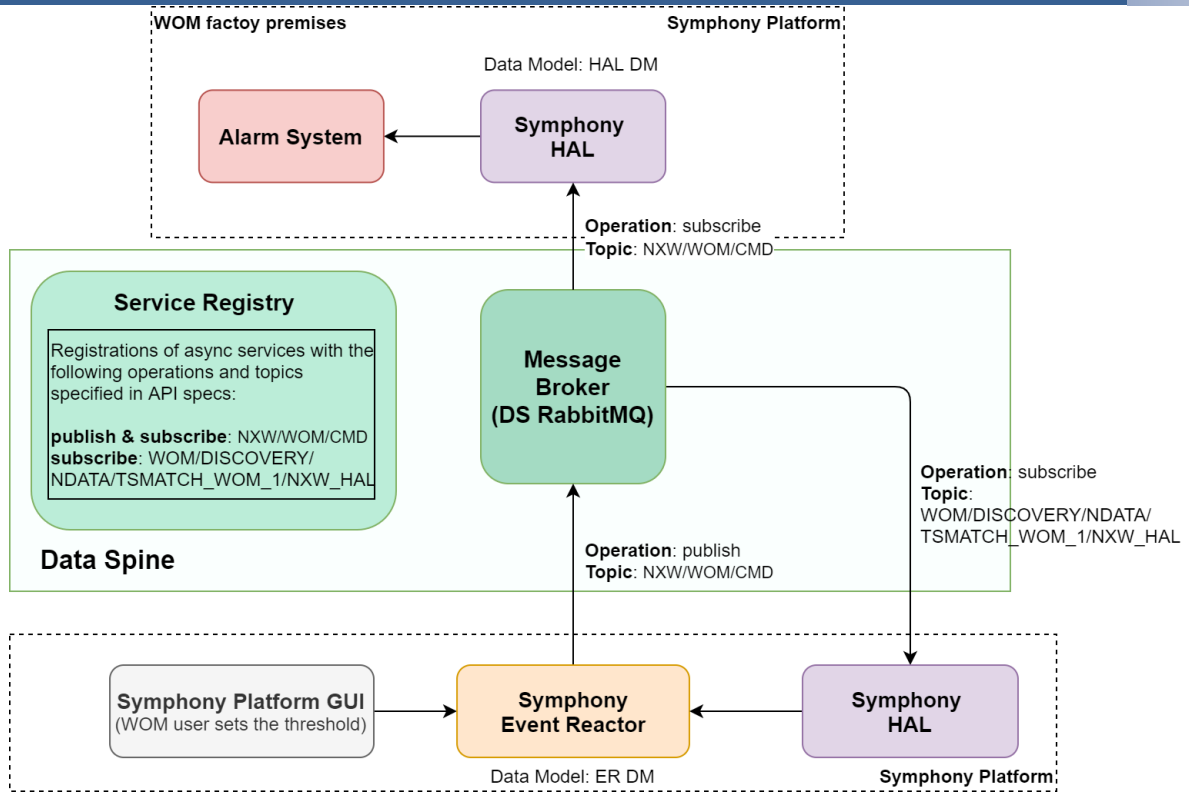 WOM factoy premises
Symphony Platform
Data Model: HAL DM
Alarm System
Symphony
HAL
Operation: subscribe
Topic: NXW/WOM/CMD
Service Registry
Registrations of async services with the
following operations and topics
specified in API specs:
publish & subscribe: NXW/WOM/CMD
subscribe: WOM/DISCOVERY/
NDATA/TSMATCH_WOM_1/NXW_HAL
Message
Broker
(DS RabbitMQ)
Operation: subscribe
Topic:
WOM/DISCOVERY/NDATA/
TSMATCH_WOM_1/NXW_HAL
Data Spine
Operation: publish
Topic: NXW/WOM/CMD
Symphony Platform GUI
(WOM user sets the threshold)
Symphony
Event Reactor
Symphony
HAL
Data Model: ER DM
Symphony Platform